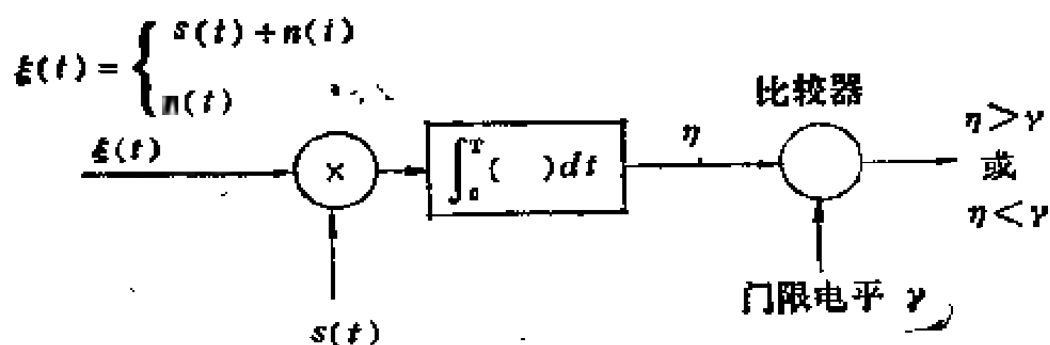 ξ(t) = { s(t) + n(i)
n(t)
ξ(t)
×
∫₀ᵀ( )dt
η
比较器
η>γ
或
η<γ
门限电平 γ
s(t)